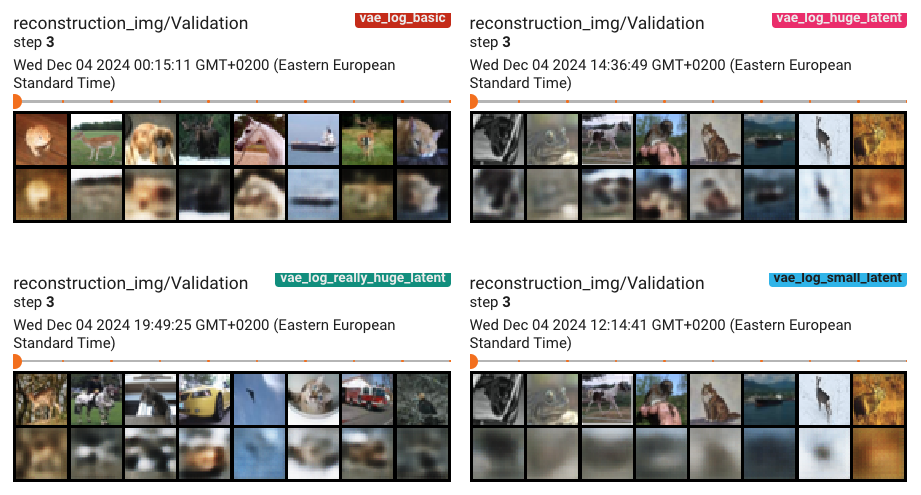 reconstruction_img/Validation
vae_log_basic
step 3
Wed Dec 04 2024 00:15:11 GMT+0200 (Eastern European
Standard Time)
reconstruction_img/Validation
vae_log_huge_latent
step 3
Wed Dec 04 2024 14:36:49 GMT+0200 (Eastern European
Standard Time)
reconstruction_img/Validation
vae_log_really_huge_latent
step 3
Wed Dec 04 2024 19:49:25 GMT+0200 (Eastern European
Standard Time)
reconstruction_img/Validation
vae_log_small_latent
step 3
Wed Dec 04 2024 12:14:41 GMT+0200 (Eastern European
Standard Time)